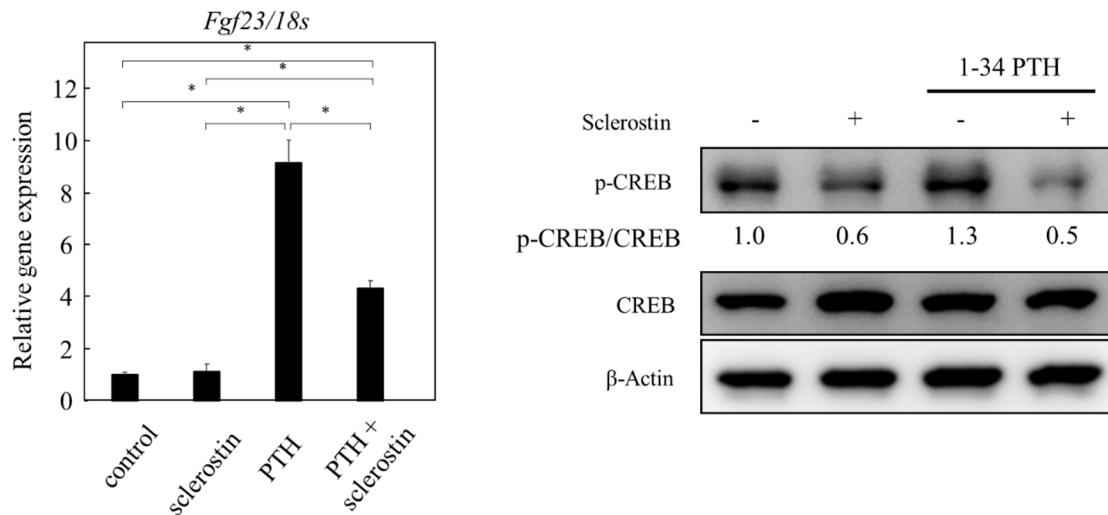 Fgf23/18s
Relative gene expression
12
10
8
6
4
2
0
*
*
*
*
*
control
sclerostin
PTH
PTH +
sclerostin
1-34 PTH
Sclerostin - + - +
p-CREB
p-CREB/CREB 1.0 0.6 1.3 0.5
CREB
β-Actin